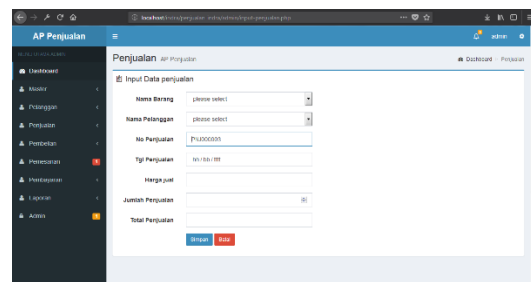 localhost
AP Penjualan
admin
Penjualan AP Penjualan
Dashboard
Penjualan
Dashboard
Master
Pelanggan
Penjualan
Pembelian
Pemesanan
Pembayaran
Laporan
Admin
Input Data penjualan
Nama Barang
please select
Nama Pelanggan
please select
No Penjualan
Tgl Penjualan
Harga jual
Jumlah Penjualan
Total Penjualan
Simpan
Batal